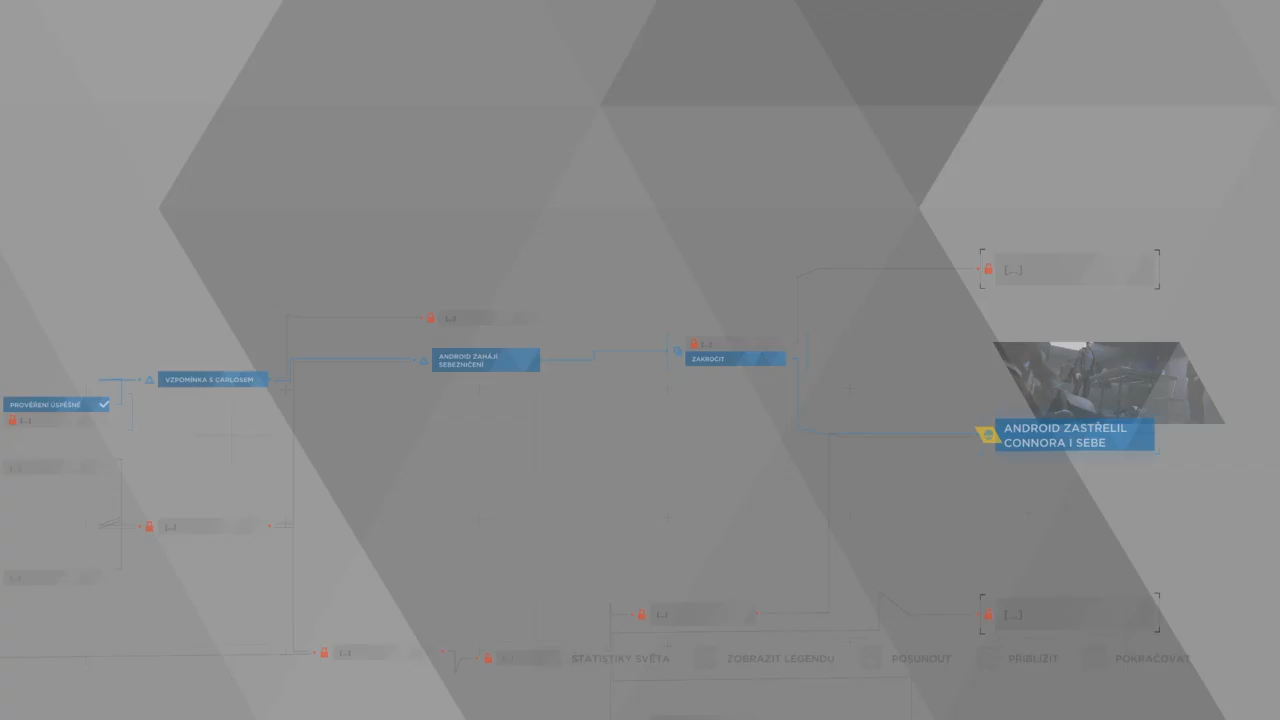 [...]
[...]
ANDROID ZAHÁJÍ
SEBEZNIČENÍ
[...]
ZAKROČIT
VZPOMÍNKA S CARLOSEM
PROVĚŘENÍ ÚSPĚŠNÉ
[...]
ANDROID ZASTŘELIL
CONNORA I SEBE
[...]
[...]
[...]
[...]
[...]
[...]
[...]
STATISTIKY SVĚTA
ZOBRAZIT LEGENDU
POSUNOUT
PŘIBLÍŽIT
POKRAČOVAT